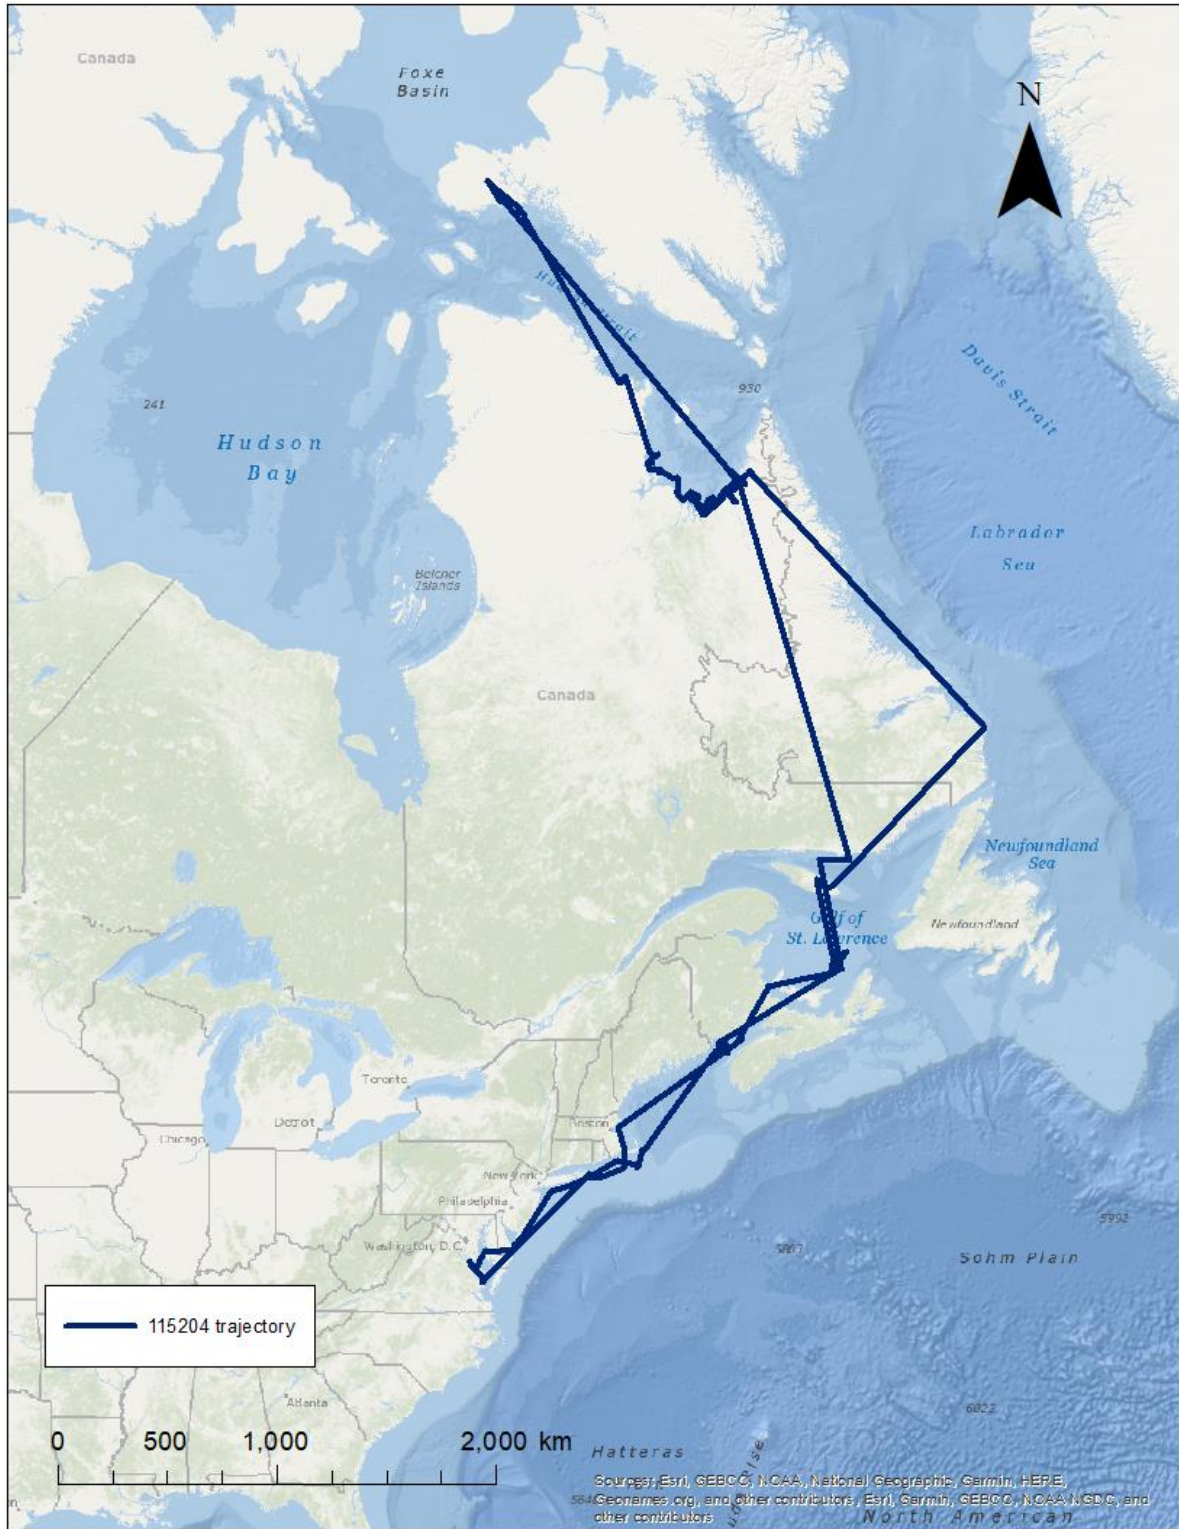 Canada
Foxe
Basin
N
930
Davis Strait
241
Hudson
Bay
Labrador
Sea
Belcher
Islands
Canada
Newfoundland
Sea
Gulf of
St. Lawrence
Newfoundland
Toronto
Boston
Detroit
Chicago
New York
Philadelphia
Washington, D.C.
5867
5992
Sohm Plain
115204 trajectory
Atlanta
6022
0 500 1,000 2,000 km
Hatteras
Sources: Esri, GEBCO, NOAA, National Geographic, Garmin, HERE,
Geonames.org, and other contributors, Esri, Garmin, GEBCO, NOAA NGDC, and
other contributors
North American